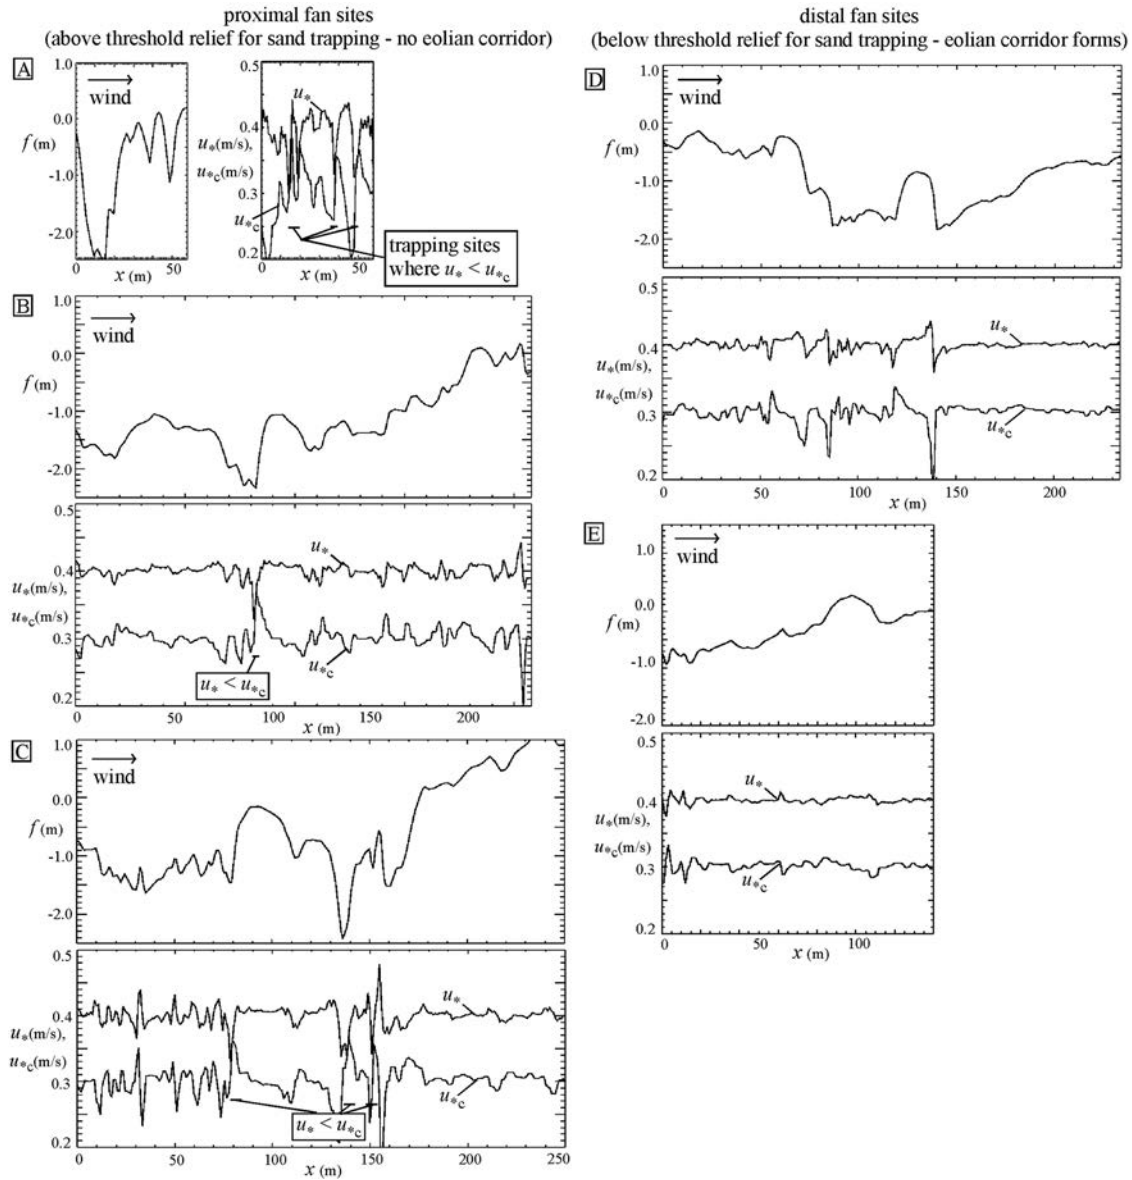 proximal fan sites
(above threshold relief for sand trapping - no eolian corridor)
distal fan sites
(below threshold relief for sand trapping - eolian corridor forms)
A
wind
1.0
0.0
f (m)
-1.0
-2.0
0
50
x (m)
0.5
0.4
u*(m/s),
u*c(m/s)
0.3
0.2
u*
u*c
0
50
x (m)
trapping sites
where u* < u*c
B
wind
1.0
0.0
f (m)
-1.0
-2.0
0.5
0.4
u*(m/s),
u*c(m/s)
0.3
0.2
u*
u*c
u* < u*c
0 50 100 150 200
x (m)
C
wind
1.0
0.0
f (m)
-1.0
-2.0
0.5
0.4
u*(m/s),
u*c(m/s)
0.3
0.2
u*
u*c
u* < u*c
0 50 100 150 200 250
x (m)
D
wind
1.0
0.0
f (m)
-1.0
-2.0
0.5
0.4
u*(m/s),
u*c(m/s)
0.3
0.2
u*
u*c
0 50 100 150 200
x (m)
E
wind
1.0
0.0
f (m)
-1.0
-2.0
0.5
0.4
u*(m/s),
u*c(m/s)
0.3
0.2
u*
u*c
0 50 100
x (m)